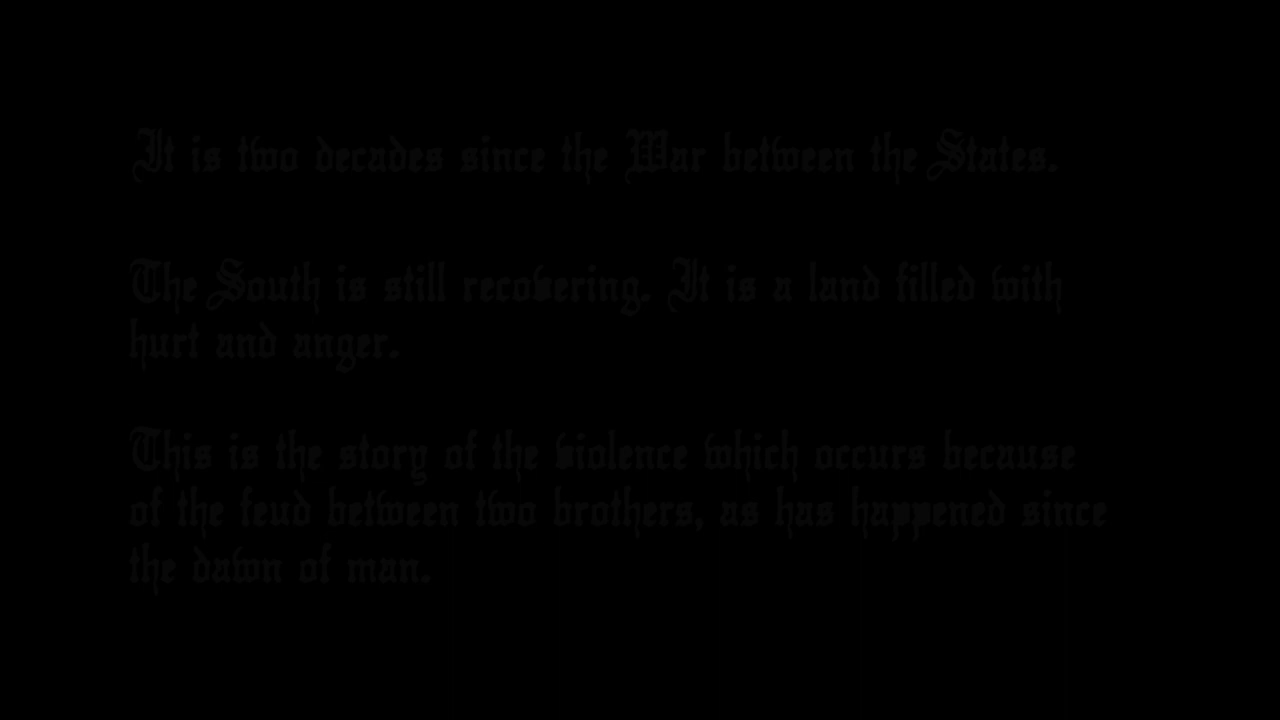 It is two decades since the War between the States.
The South is still recovering. It is a land filled with
hurt and anger.
This is the story of the violence which occurs because
of the feud between two brothers, as has happened since
the dawn of man.